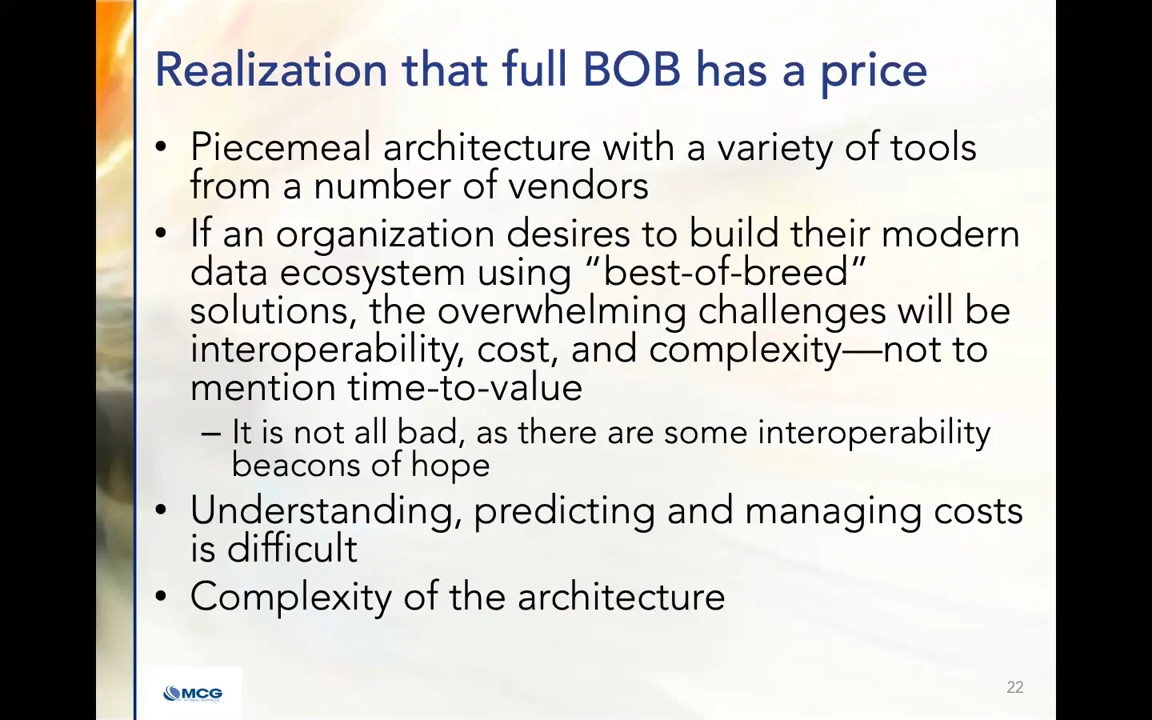 Realization that full BOB has a price
• Piecemeal architecture with a variety of tools
from a number of vendors
• If an organization desires to build their modern
data ecosystem using “best-of-breed”
solutions, the overwhelming challenges will be
interoperability, cost, and complexity—not to
mention time-to-value
– It is not all bad, as there are some interoperability
beacons of hope
• Understanding, predicting and managing costs
is difficult
• Complexity of the architecture
MCG
22